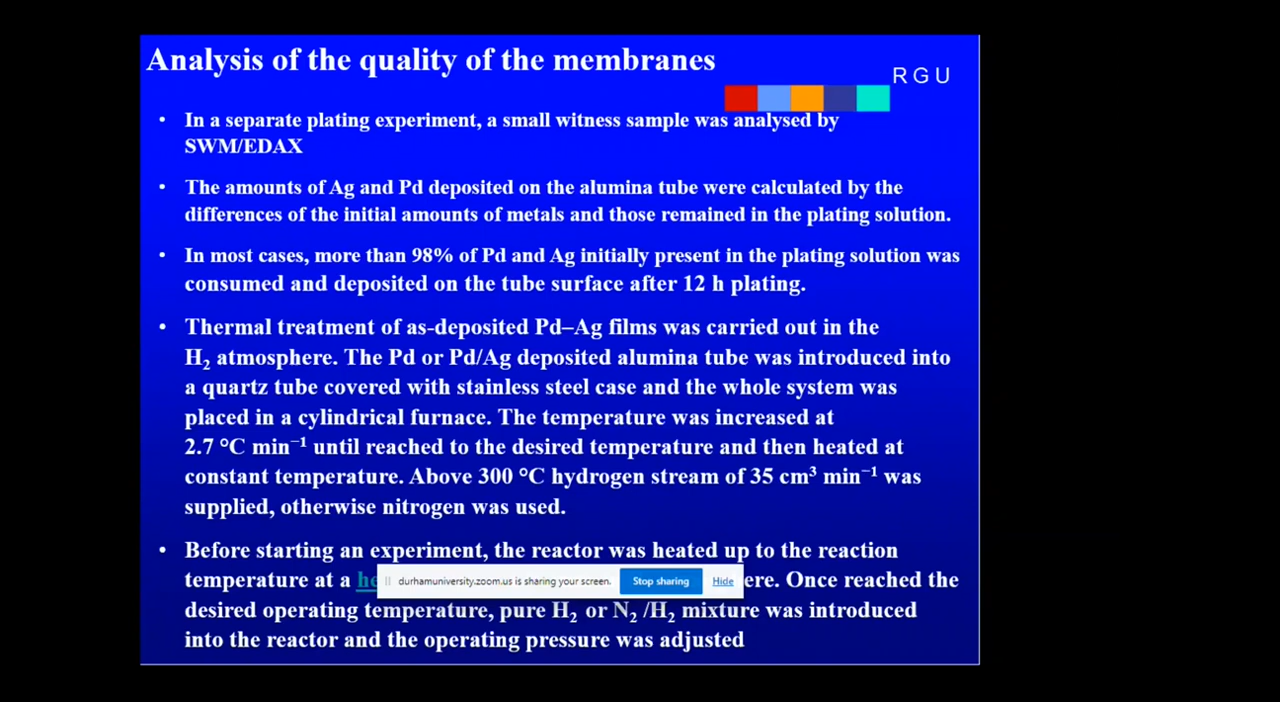 Analysis of the quality of the membranes
RGU
• In a separate plating experiment, a small witness sample was analysed by
SWM/EDAX
• The amounts of Ag and Pd deposited on the alumina tube were calculated by the
differences of the initial amounts of metals and those remained in the plating solution.
• In most cases, more than 98% of Pd and Ag initially present in the plating solution was
consumed and deposited on the tube surface after 12 h plating.
• Thermal treatment of as-deposited Pd–Ag films was carried out in the
H₂ atmosphere. The Pd or Pd/Ag deposited alumina tube was introduced into
a quartz tube covered with stainless steel case and the whole system was
placed in a cylindrical furnace. The temperature was increased at
2.7 °C min⁻¹ until reached to the desired temperature and then heated at
constant temperature. Above 300 °C hydrogen stream of 35 cm³ min⁻¹ was
supplied, otherwise nitrogen was used.
• Before starting an experiment, the reactor was heated up to the reaction
temperature at a he ere. Once reached the
durhamuniversity.zoom.us is sharing your screen. Stop sharing Hide
desired operating temperature, pure H₂ or N₂ /H₂ mixture was introduced
into the reactor and the operating pressure was adjusted